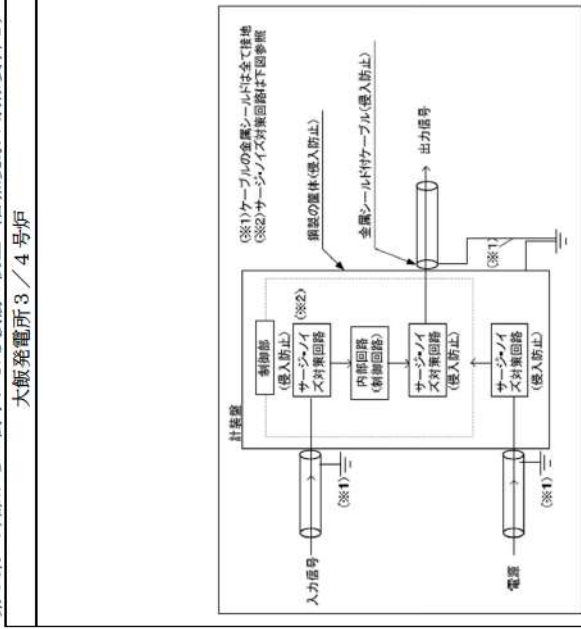 大飯発電所３／４号炉
(※1)ケーブルの金属シールドは全て接地
(※2)サージ・ノイズ対策回路は下図参照
鋼製の筐体(侵入防止)
金属シールド付ケーブル(侵入防止)
計装盤
制御部
(侵入防止)
サージ・ノイ
ズ対策回路
(※2)
内部回路
(制御回路)
サージ・ノイ
ズ対策回路
(侵入防止)
サージ・ノイ
ズ対策回路
(侵入防止)
入力信号
(※1)
出力信号
(※1)
電源
(※1)